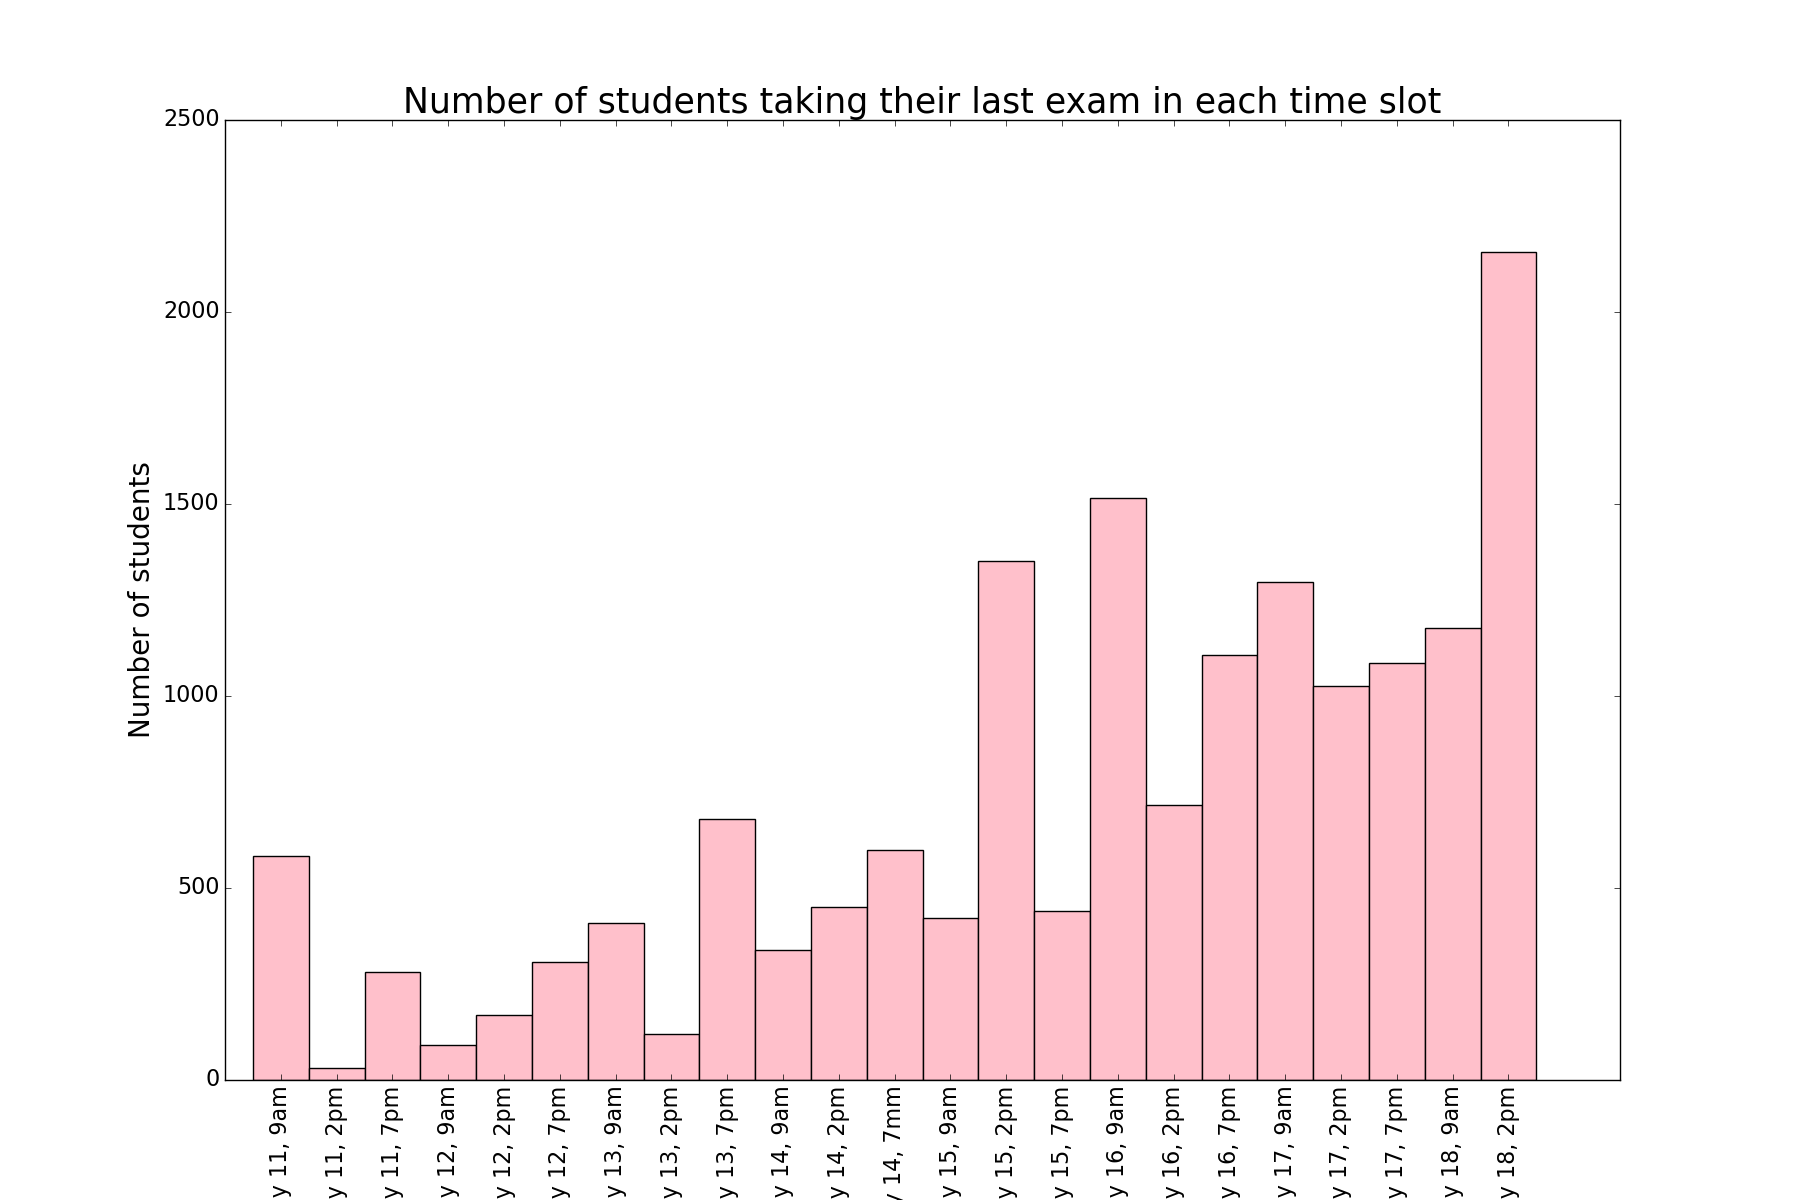 Number of students taking their last exam in each time slot
Number of students
2500
2000
1500
1000
500
0
y 11, 9am
y 11, 2pm
y 11, 7pm
y 12, 9am
y 12, 2pm
y 12, 7pm
y 13, 9am
y 13, 2pm
y 13, 7pm
y 14, 9am
y 14, 2pm
y 14, 7mm
y 15, 9am
y 15, 2pm
y 15, 7pm
y 16, 9am
y 16, 2pm
y 16, 7pm
y 17, 9am
y 17, 2pm
y 17, 7pm
y 18, 9am
y 18, 2pm